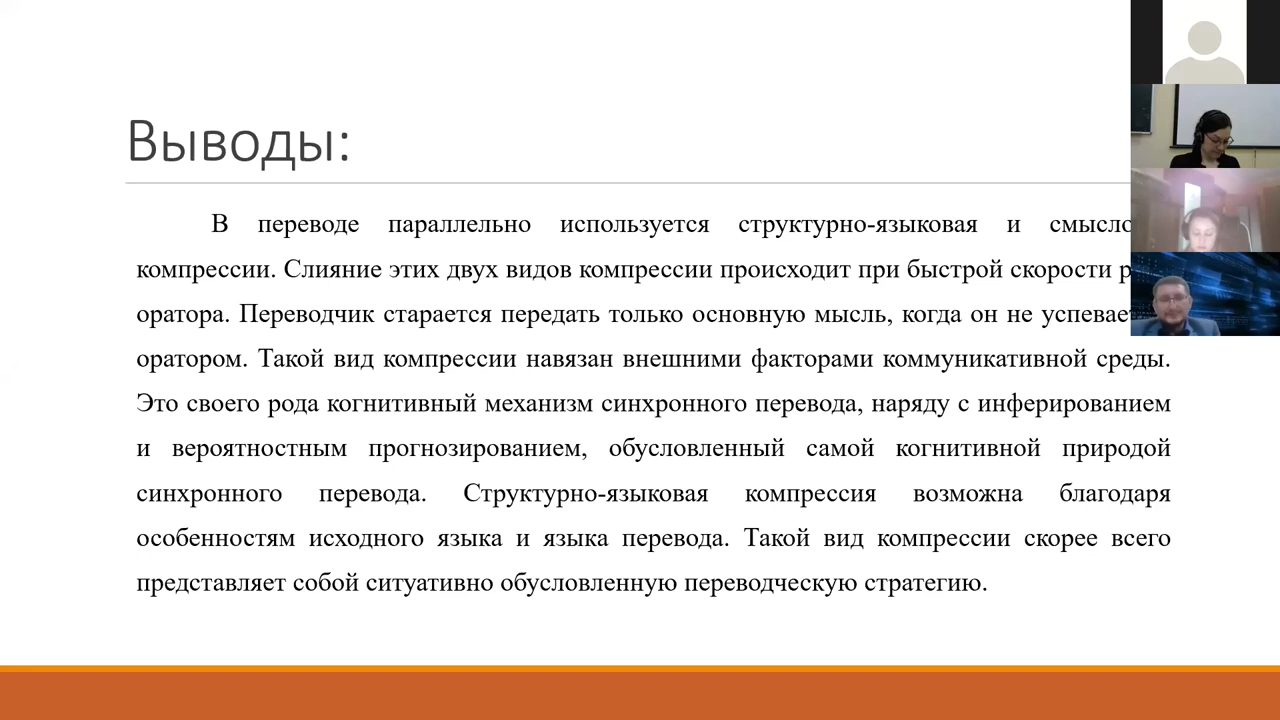 Выводы:
В переводе параллельно используется структурно-языковая и
компрессии. Слияние этих двух видов компрессии происходит при быстрой скорости
оратора. Переводчик старается передать только основную мысль, когда он не
оратором. Такой вид компрессии навязан внешними факторами коммуникативной среды.
Это своего рода когнитивный механизм синхронного перевода, наряду с инферированием
и вероятностным прогнозированием, обусловленный самой когнитивной природой
синхронного перевода. Структурно-языковая компрессия возможна благодаря
особенностям исходного языка и языка перевода. Такой вид компрессии скорее всего
представляет собой ситуативно обусловленную переводческую стратегию.